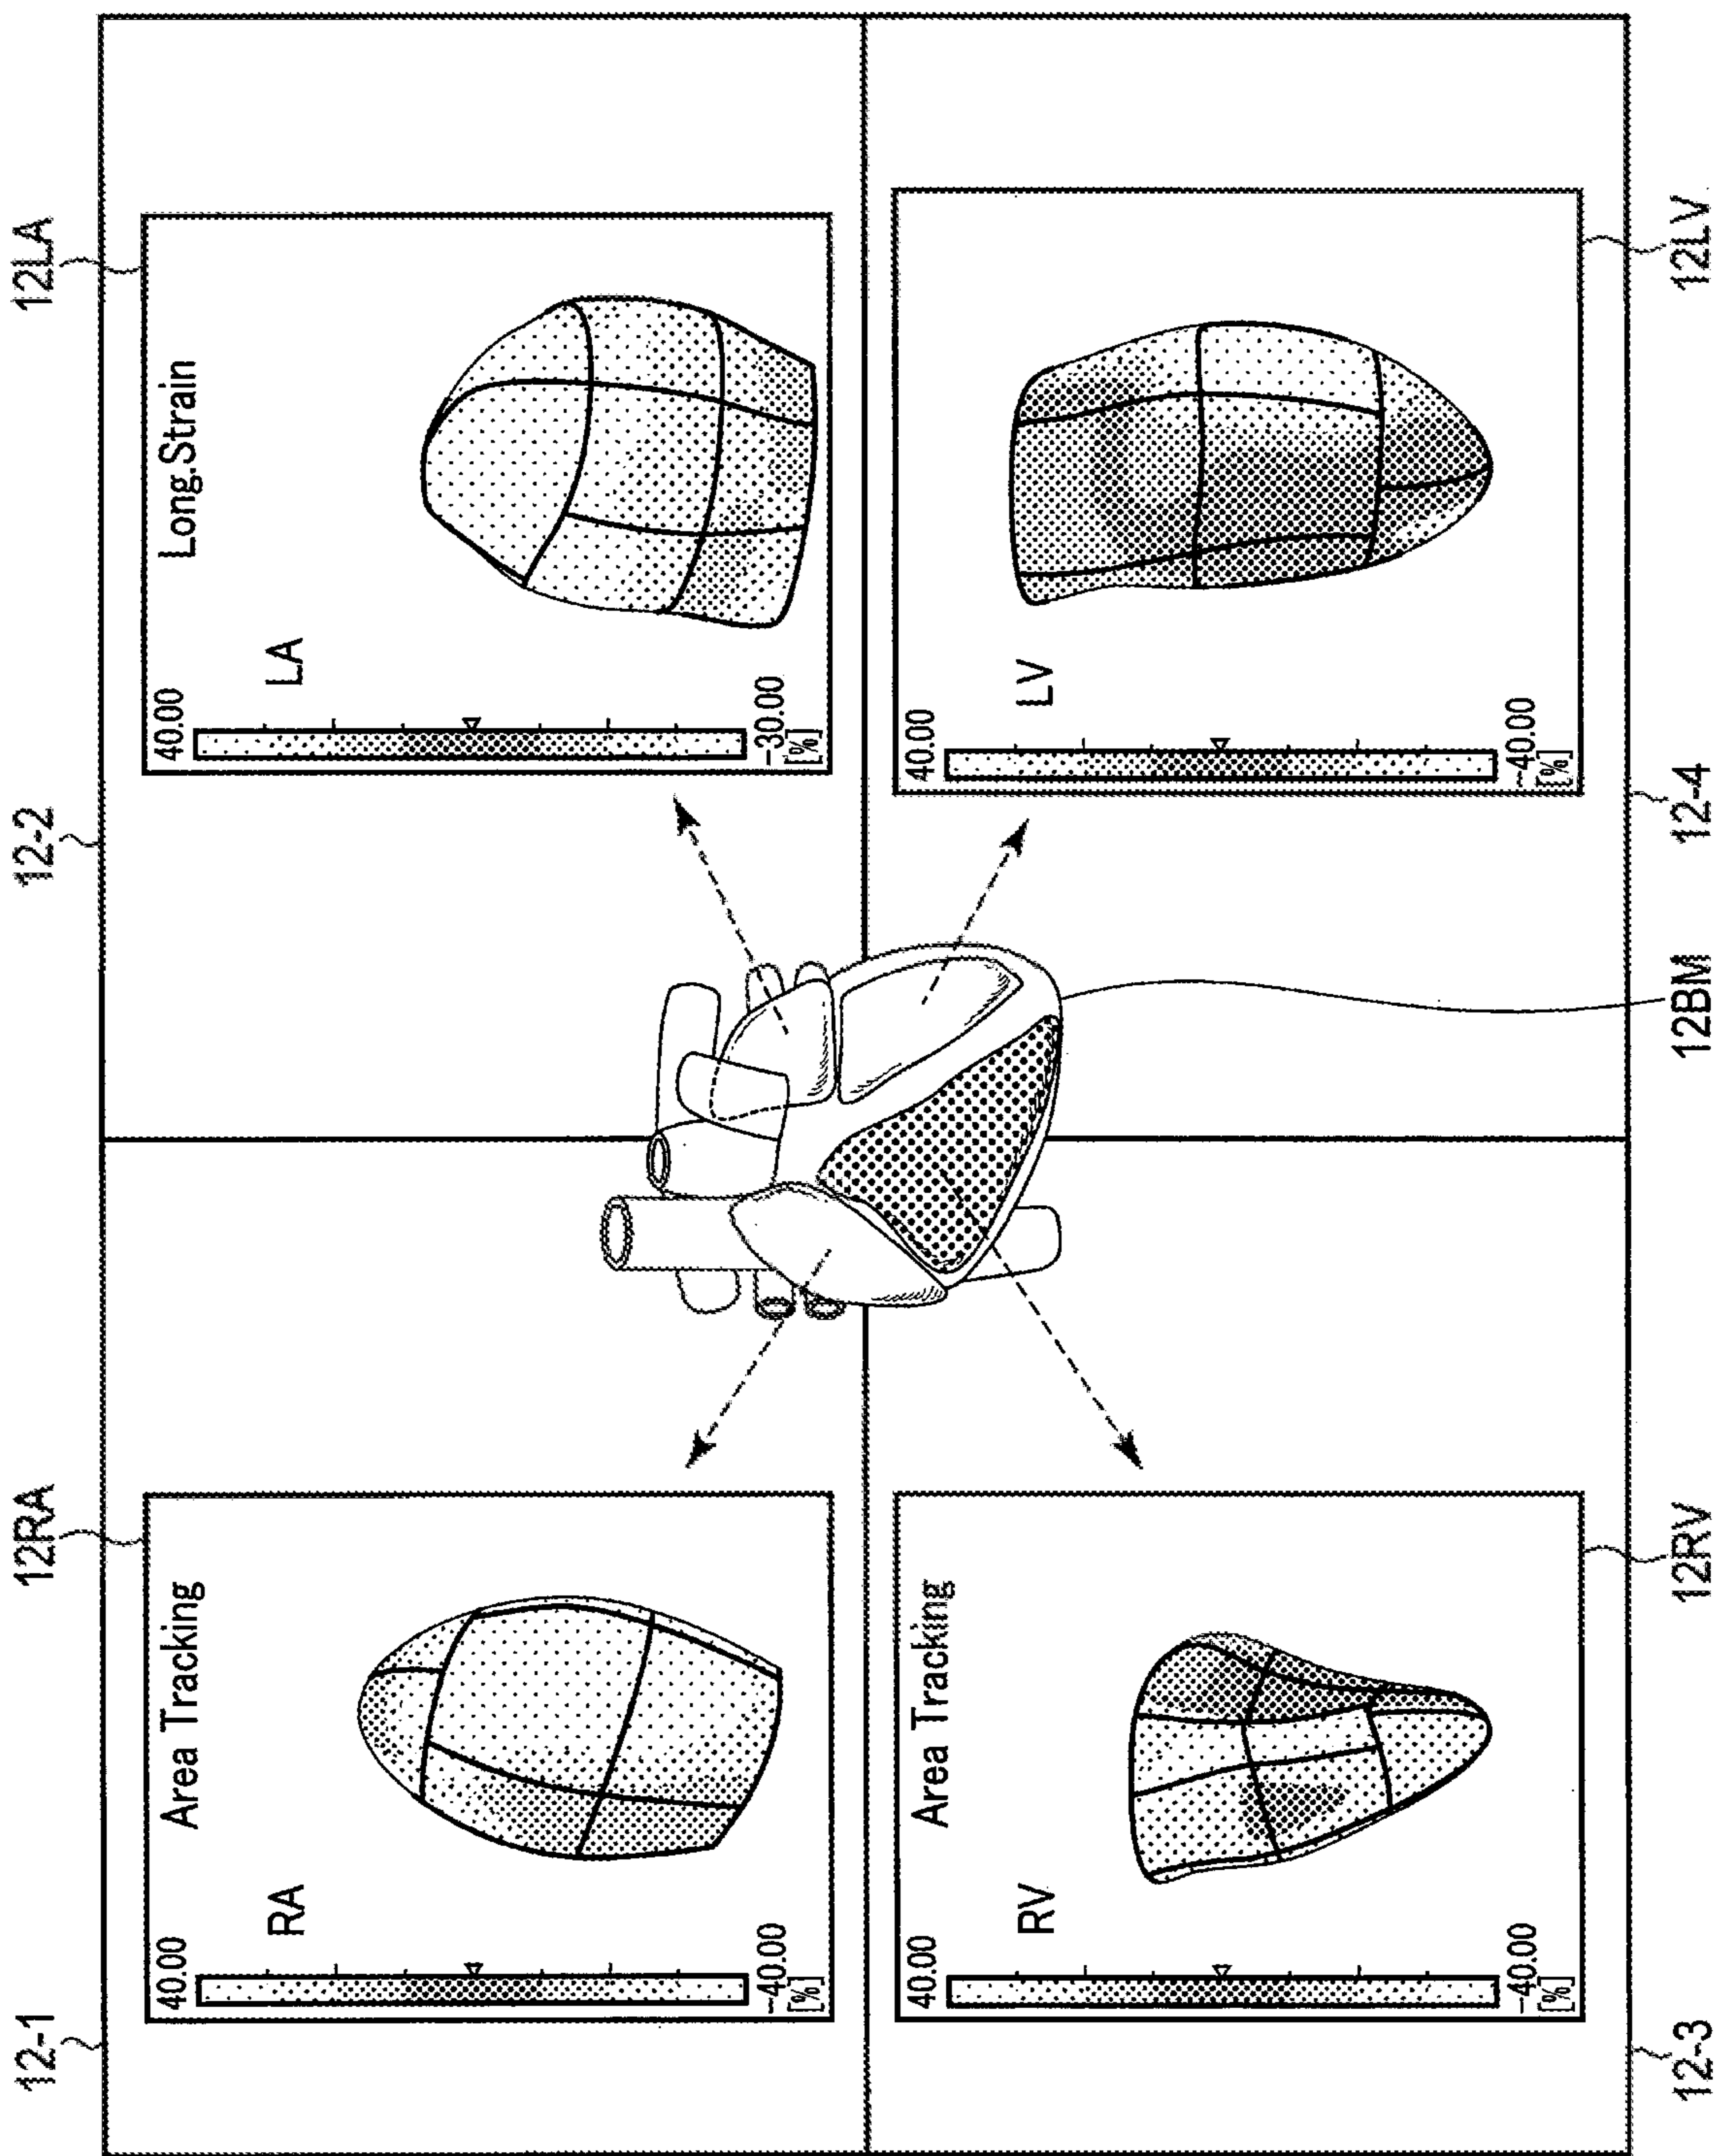 12-1
12RA
12-2
12LA
Area Tracking
40.00
RA
-40.00
[%]
Long.Strain
40.00
LA
-30.00
[%]
Area Tracking
40.00
RV
-40.00
[%]
40.00
LV
-40.00
[%]
12-3
12RV
12BM
12-4
12LV